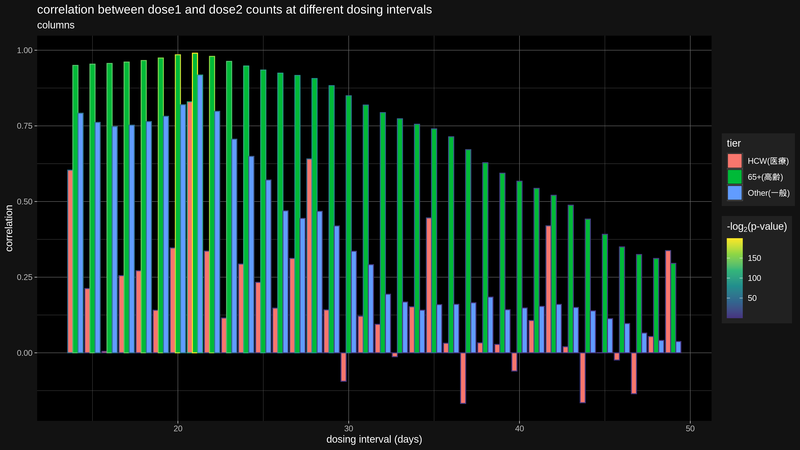 correlation between dose1 and dose2 counts at different dosing intervals
columns
1.00
0.75
0.50
0.25
0.00
correlation
20
30
40
50
dosing interval (days)
tier
HCW(医療)
65+(高齢)
Other(一般)
-log₂(p-value)
150
100
50